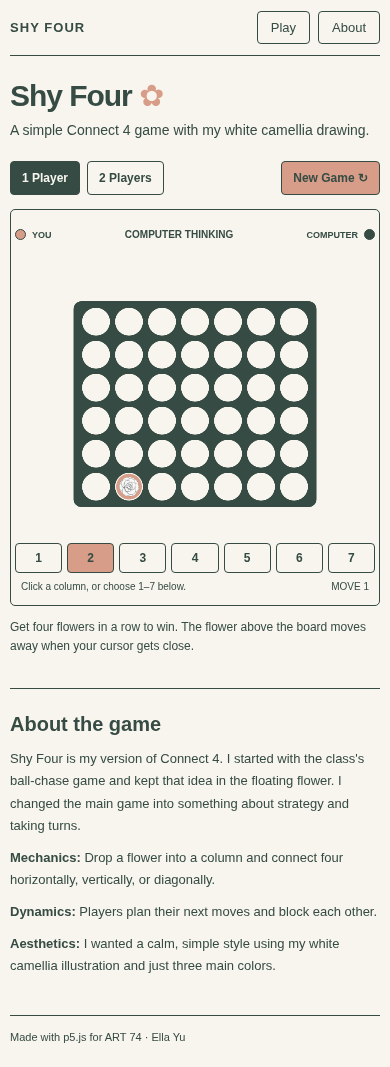 SHY FOUR
Play
About
Shy Four ✿
A simple Connect 4 game with my white camellia drawing.
1 Player
2 Players
New Game ↻
YOU
COMPUTER THINKING
COMPUTER
1
2
3
4
5
6
7
Click a column, or choose 1–7 below.
MOVE 1
Get four flowers in a row to win. The flower above the board moves
away when your cursor gets close.
About the game
Shy Four is my version of Connect 4. I started with the class's
ball-chase game and kept that idea in the floating flower. I
changed the main game into something about strategy and
taking turns.
Mechanics: Drop a flower into a column and connect four
horizontally, vertically, or diagonally.
Dynamics: Players plan their next moves and block each other.
Aesthetics: I wanted a calm, simple style using my white
camellia illustration and just three main colors.
Made with p5.js for ART 74 · Ella Yu